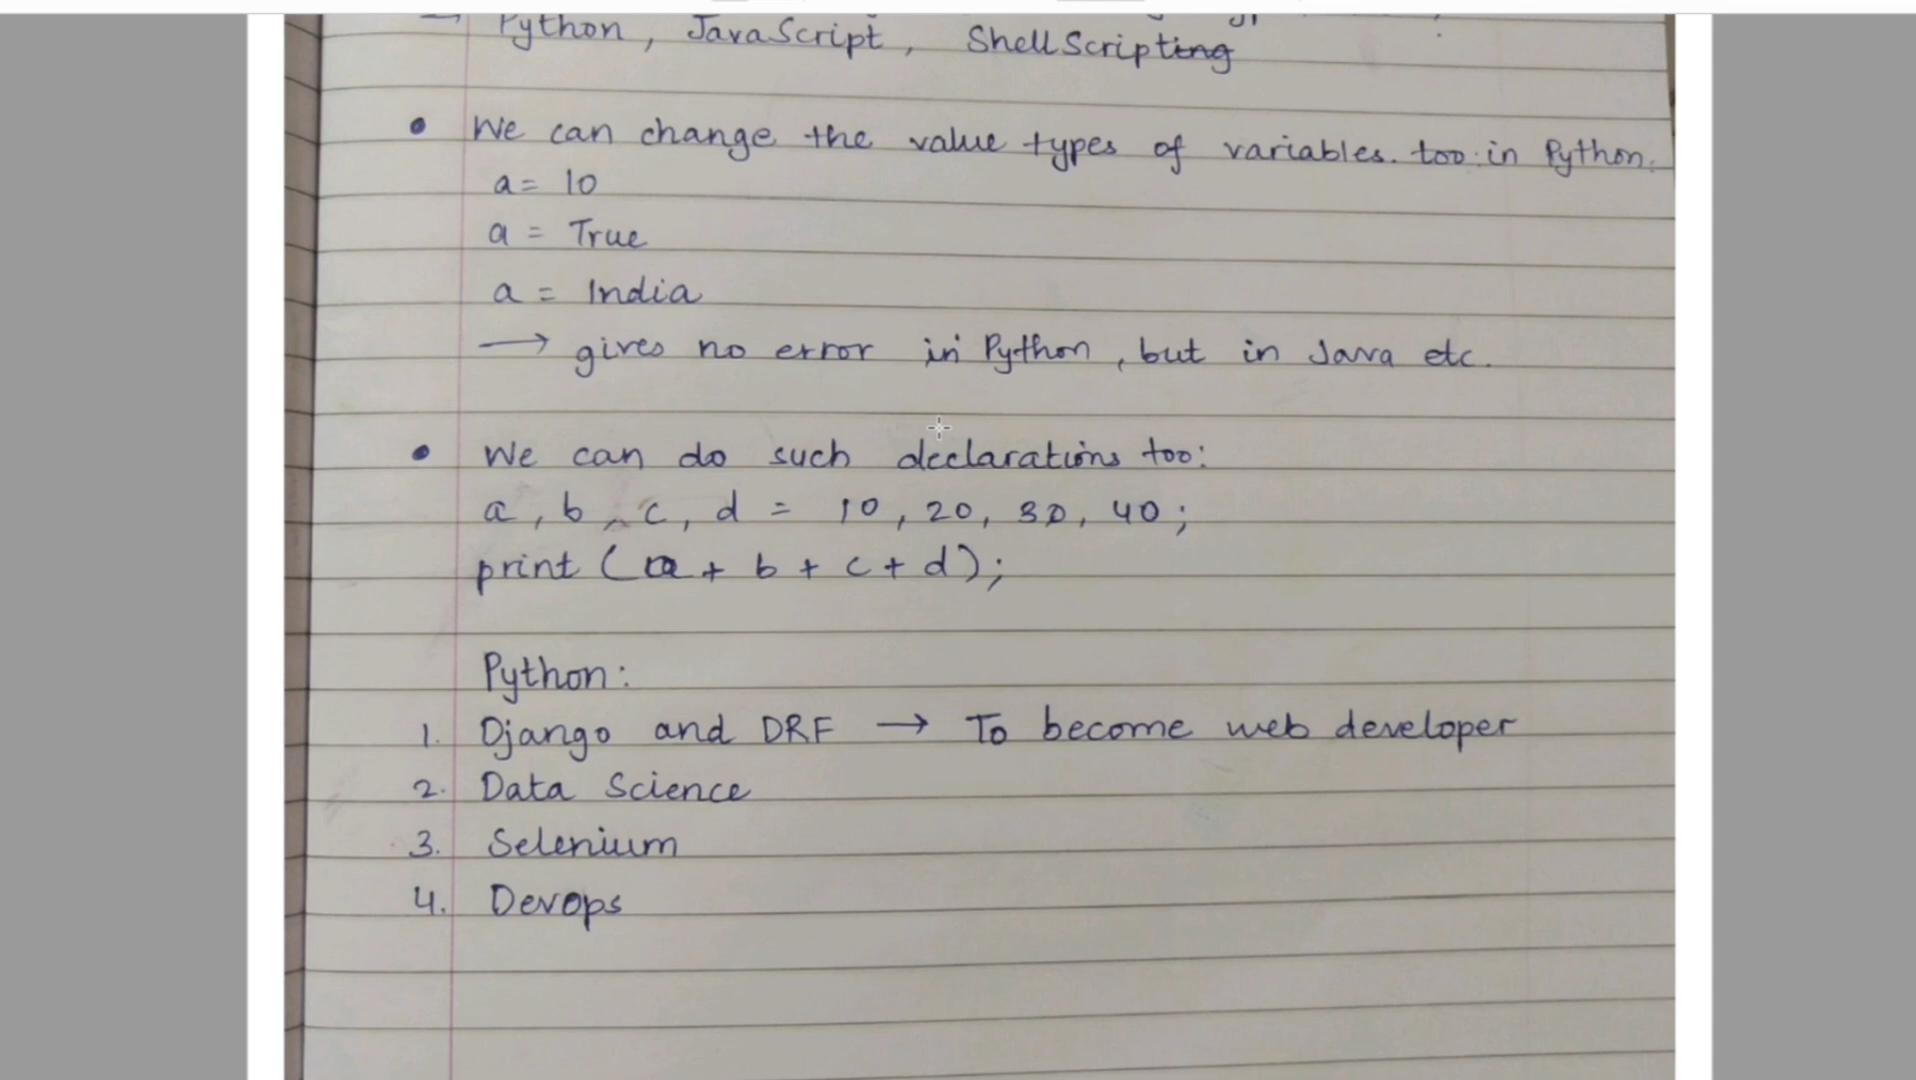 → Python, JavaScript, ShellScripting
• We can change the value types of variables. too in Python.
a = 10
a = True
a = India
→ gives no error in Python, but in Java etc.
• We can do such declarations too:
a, b, c, d = 10, 20, 30, 40;
print (a + b + c + d);
Python:
1. Django and DRF → To become web developer
2. Data Science
3. Selenium
4. Devops